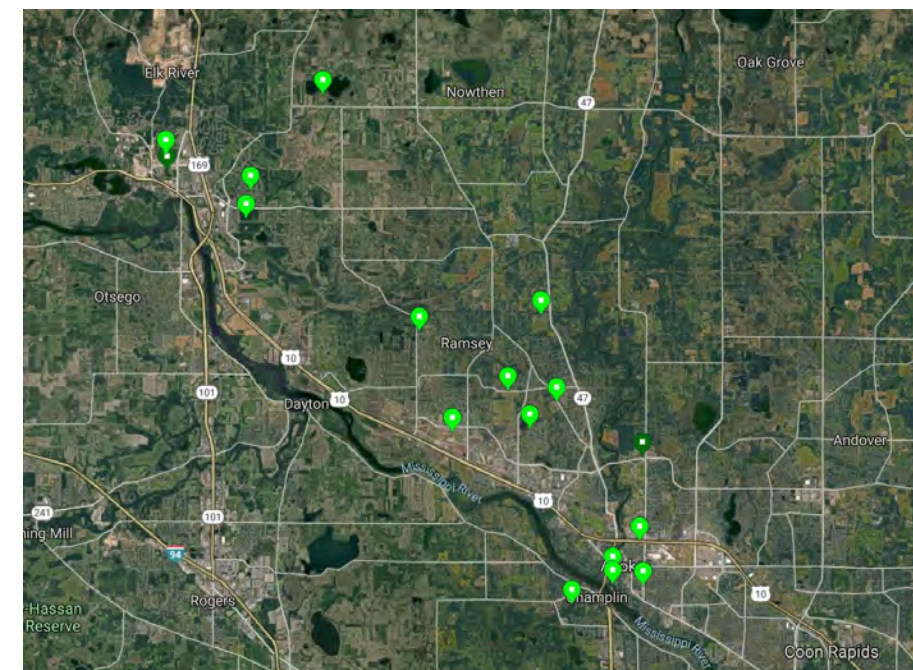 Oak Grove
Elk River
Nowthen
47
169
Otsego
Ramsey
10
101
Dayton
10
47
Andover
Mississippi River
10
241
101
ning Mill
94
Rogers
-Hassan
Reserve
Champlin
10
Mississippi River
Coon Rapids